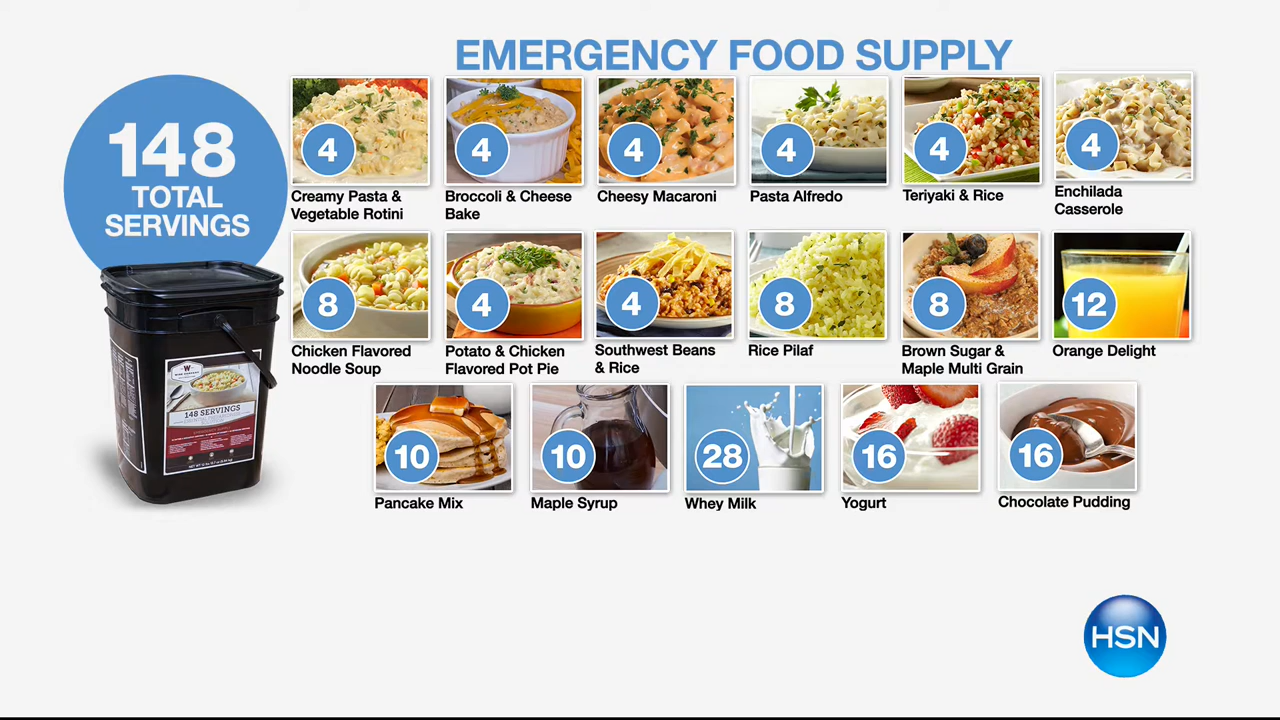 EMERGENCY FOOD SUPPLY
148
TOTAL
SERVINGS
4
4
4
4
4
4
Creamy Pasta &
Vegetable Rotini
Broccoli & Cheese
Bake
Cheesy Macaroni
Pasta Alfredo
Teriyaki & Rice
Enchilada
Casserole
8
4
4
8
8
12
Chicken Flavored
Noodle Soup
Potato & Chicken
Flavored Pot Pie
Southwest Beans
& Rice
Rice Pilaf
Brown Sugar &
Maple Multi Grain
Orange Delight
10
10
28
16
16
Pancake Mix
Maple Syrup
Whey Milk
Yogurt
Chocolate Pudding
W
148 SERVINGS
HSN